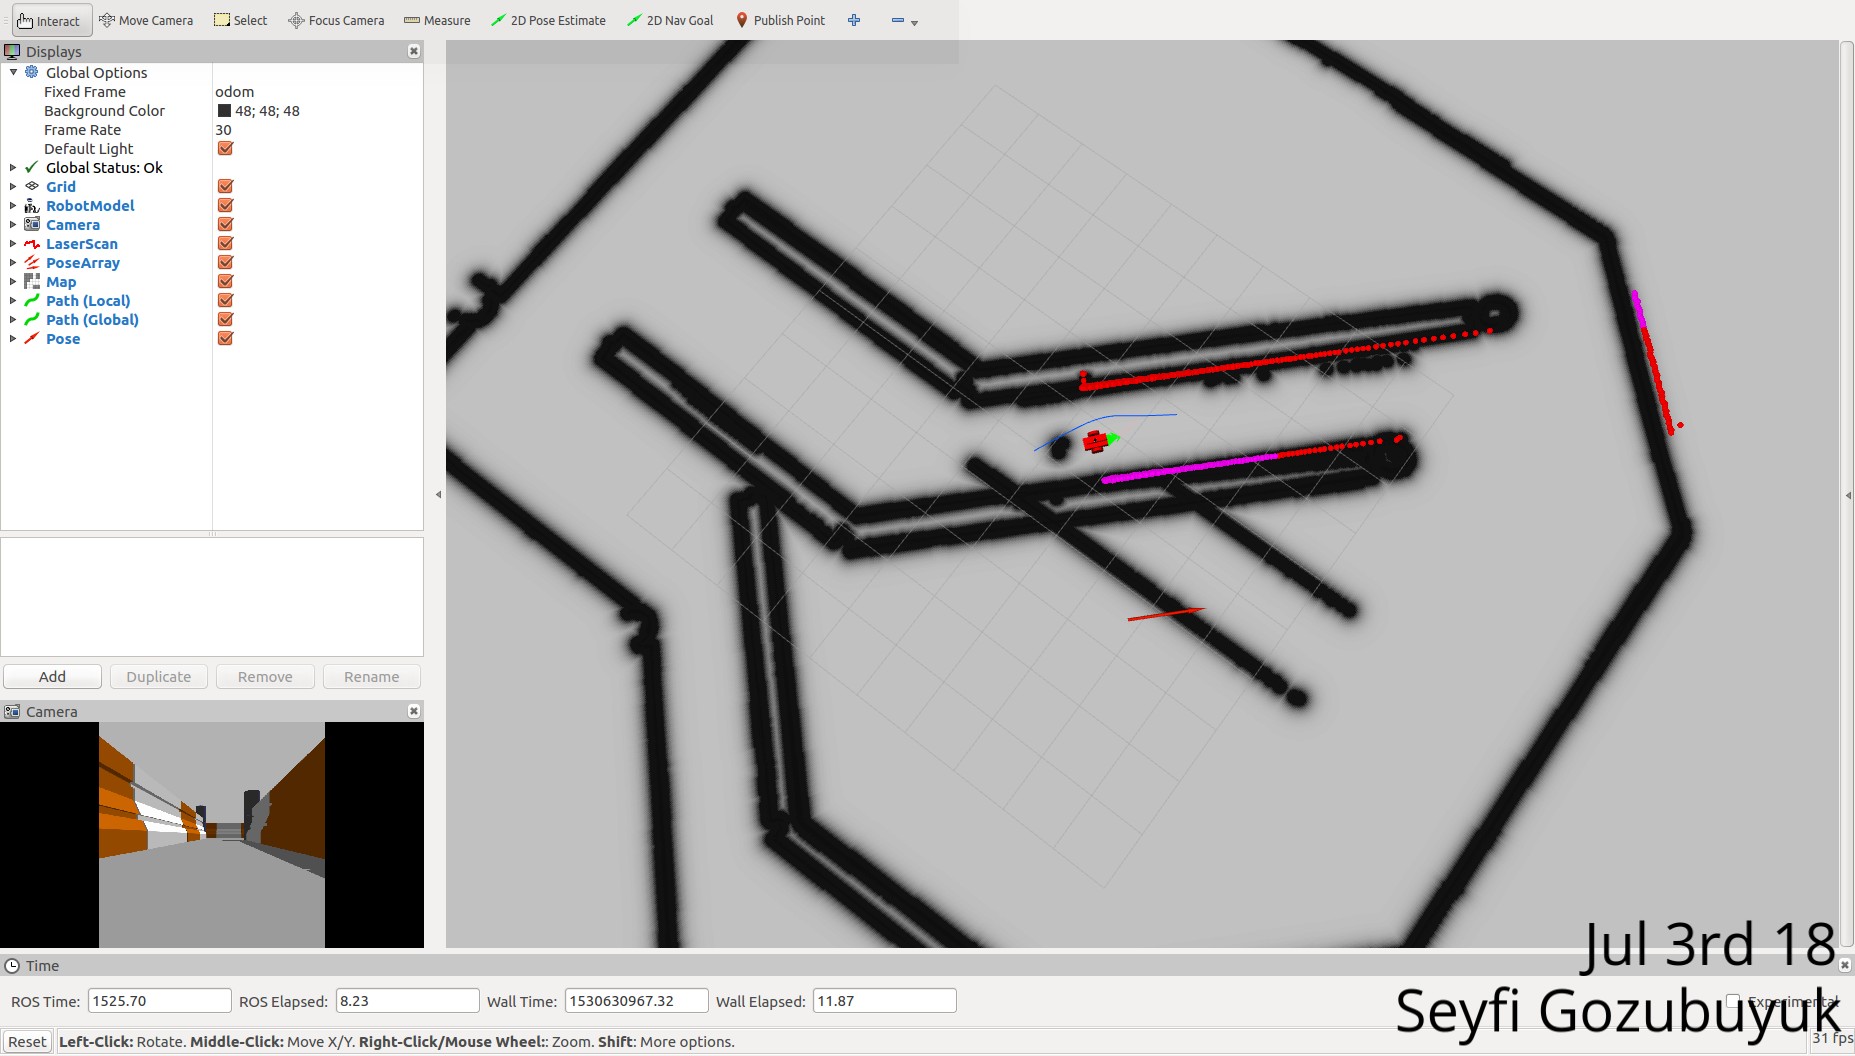 Interact Move Camera Select Focus Camera Measure 2D Pose Estimate 2D Nav Goal Publish Point
Displays
Global Options
Fixed Frame odom
Background Color 48; 48; 48
Frame Rate 30
Default Light
Global Status: Ok
Grid
RobotModel
Camera
LaserScan
PoseArray
Map
Path (Local)
Path (Global)
Pose
Add Duplicate Remove Rename
Camera
Jul 3rd 18
Time
ROS Time: 1525.70 ROS Elapsed: 8.23 Wall Time: 1530630967.32 Wall Elapsed: 11.87 Experimental
Seyfi Gozubuyuk
Reset Left-Click: Rotate. Middle-Click: Move X/Y. Right-Click/Mouse Wheel:: Zoom. Shift: More options. 31 fps